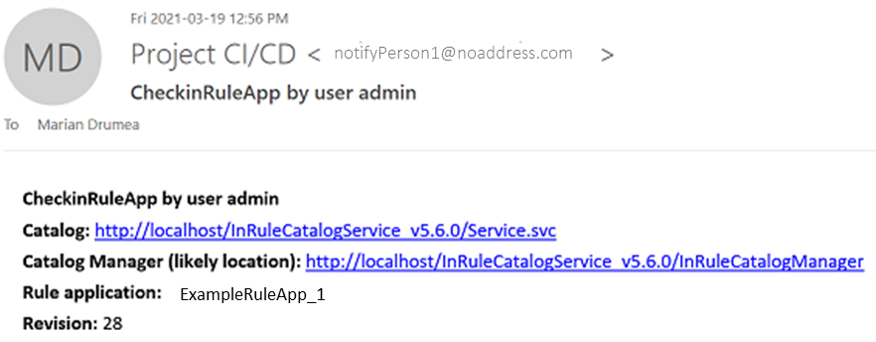 Fri 2021-03-19 12:56 PM
MD
Project CI/CD < notifyPerson1@noaddress.com >
CheckinRuleApp by user admin
To Marian Drumea
CheckinRuleApp by user admin
Catalog: http://localhost/InRuleCatalogService_v5.6.0/Service.svc
Catalog Manager (likely location): http://localhost/InRuleCatalogService_v5.6.0/InRuleCatalogManager
Rule application: ExampleRuleApp_1
Revision: 28